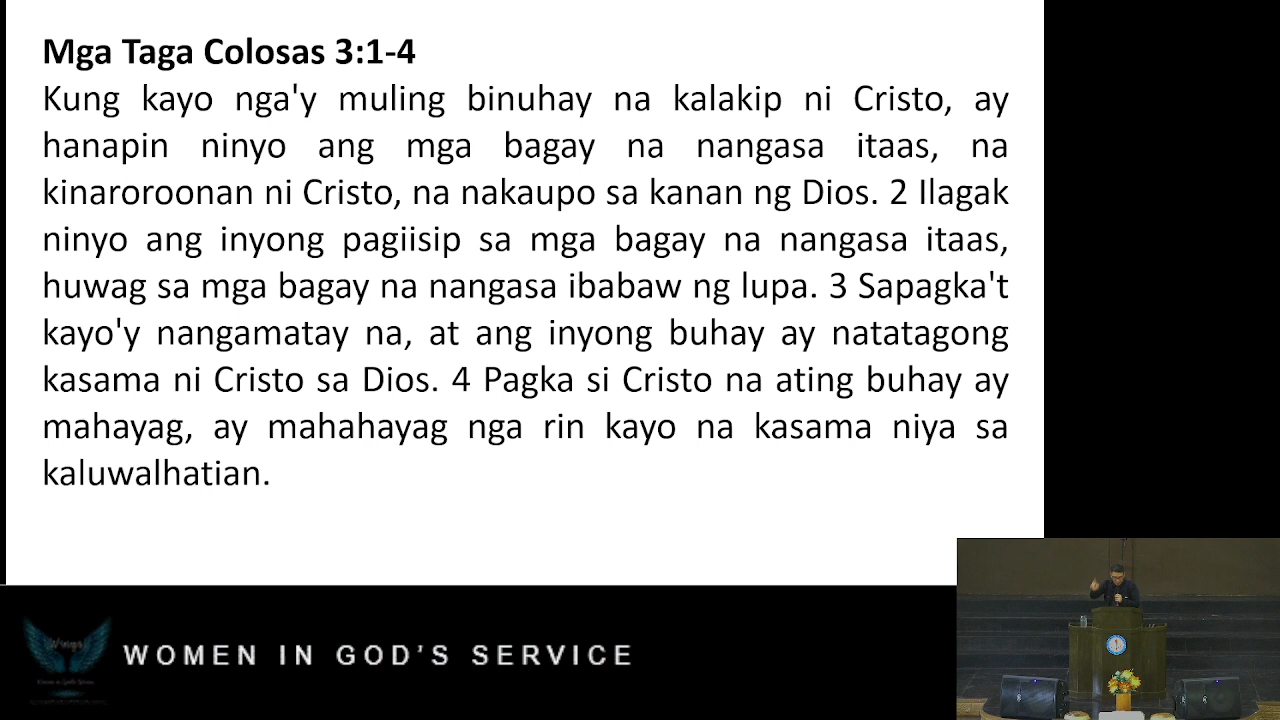 Mga Taga Colosas 3:1-4
Kung kayo nga'y muling binuhay na kalakip ni Cristo, ay
hanapin ninyo ang mga bagay na nangasa itaas, na
kinaroroonan ni Cristo, na nakaupo sa kanan ng Dios. 2 Ilagak
ninyo ang inyong pagiisip sa mga bagay na nangasa itaas,
huwag sa mga bagay na nangasa ibabaw ng lupa. 3 Sapagka't
kayo'y nangamatay na, at ang inyong buhay ay natatagong
kasama ni Cristo sa Dios. 4 Pagka si Cristo na ating buhay ay
mahayag, ay mahahayag nga rin kayo na kasama niya sa
kaluwalhatian.
Wings
WOMEN IN GOD'S SERVICE